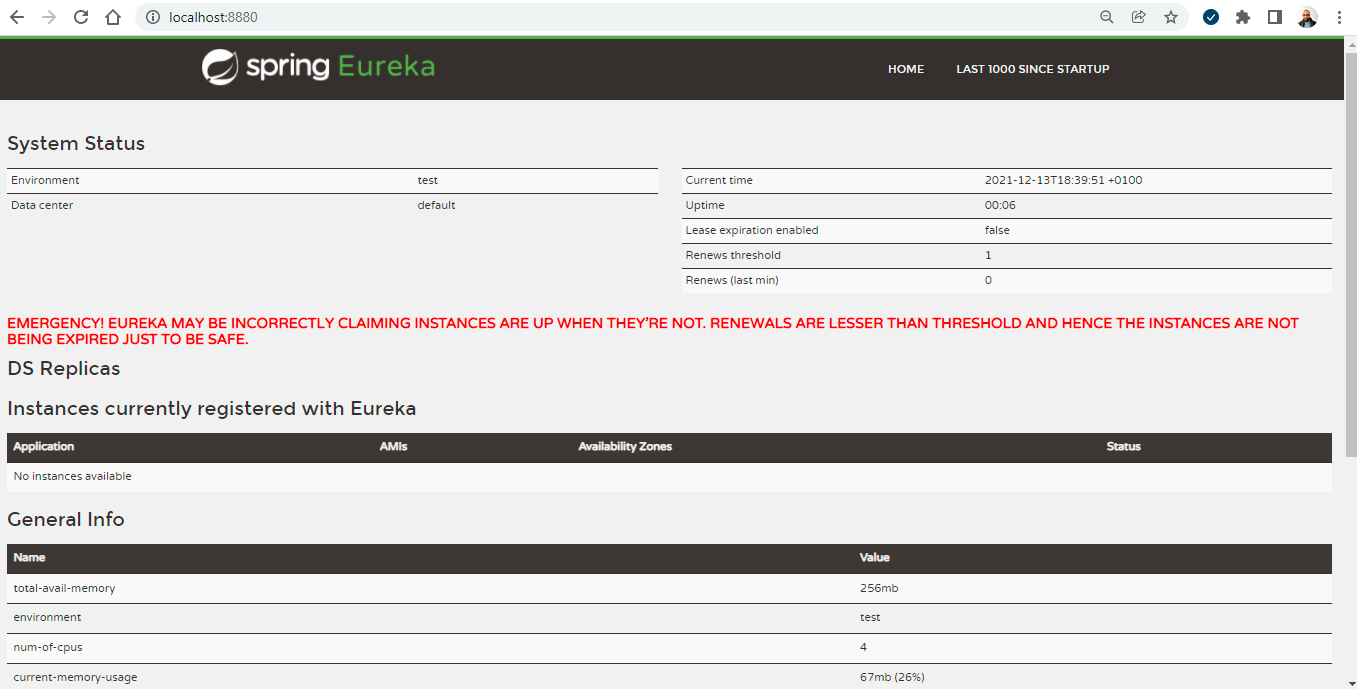 localhost:8880
spring Eureka
HOME LAST 1000 SINCE STARTUP
System Status
Environment test
Data center default
Current time 2021-12-13T18:39:51 +0100
Uptime 00:06
Lease expiration enabled false
Renews threshold 1
Renews (last min) 0
EMERGENCY! EUREKA MAY BE INCORRECTLY CLAIMING INSTANCES ARE UP WHEN THEY'RE NOT. RENEWALS ARE LESSER THAN THRESHOLD AND HENCE THE INSTANCES ARE NOT
BEING EXPIRED JUST TO BE SAFE.
DS Replicas
Instances currently registered with Eureka
Application AMIs Availability Zones Status
No instances available
General Info
Name Value
total-avail-memory 256mb
environment test
num-of-cpus 4
current-memory-usage 67mb (26%)